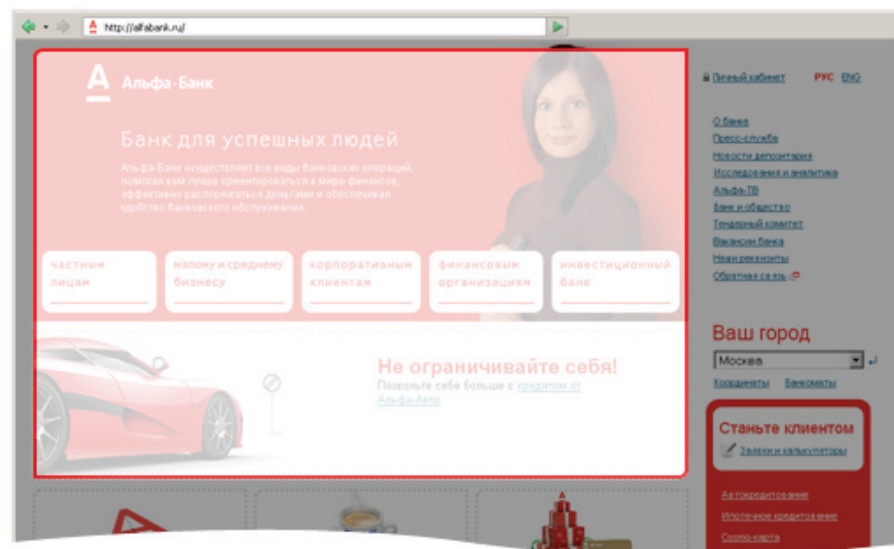 http://alfabank.ru/
Альфа-Банк
Личный кабинет РУС ENG
Банк для успешных людей
Альфа-Банк осуществляет все виды банковских операций,
помогая вам лучше ориентироваться в мире финансов,
эффективно распоряжаться деньгами и обеспечивая
удобство банковского обслуживания.
частным
лицам
малому и среднему
бизнесу
корпоративным
клиентам
финансовым
организациям
инвестиционный
банк
Не ограничивайте себя!
Позвольте себе больше с кредитом от
Альфа-Авто
О банке
Пресс-служба
Новости депозитария
Исследования и аналитика
Альфа-ТВ
Банк и общество
Тендерный комитет
Вакансии банка
Наши реквизиты
Обратная связь
Ваш город
Москва
Координаты Банкоматы
Станьте клиентом
Заявки и калькуляторы
Автокредитование
Ипотечное кредитование
Cosmo-карта